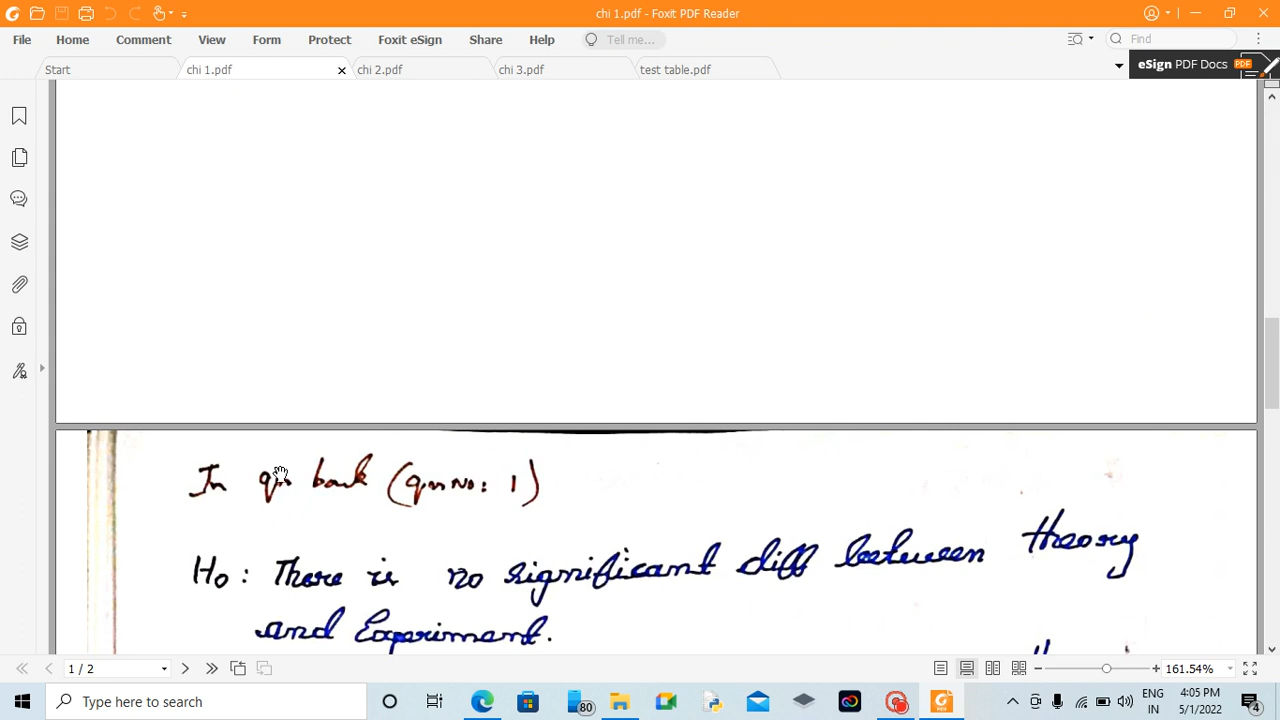 chi 1.pdf - Foxit PDF Reader
File Home Comment View Form Protect Foxit eSign Share Help Tell me... Find
Start chi 1.pdf chi 2.pdf chi 3.pdf test table.pdf eSign PDF Docs PDF
In qn bank (qn no: 1)
Ho: There is no significant diff between theory
and Experiment.
1 / 2 161.54%
Type here to search 80 ENG IN 4:05 PM 5/1/2022 4